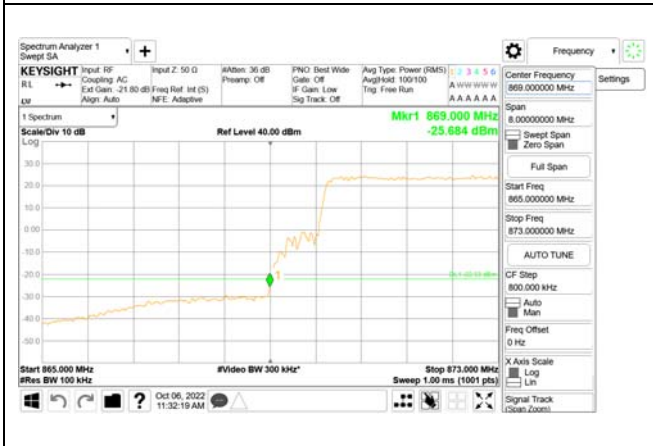 Spectrum Analyzer 1
Swept SA
+
Frequency
KEYSIGHT
Input: RF
Coupling: AC
Ext Gain: -21.80 dB
Align: Auto
Input Z: 50 Ω
Freq Ref: Int (S)
NFE: Adaptive
#Atten: 36 dB
Preamp: Off
PNO: Best Wide
Gate: Off
IF Gain: Low
Sig Track: Off
Avg Type: Power (RMS)
Avg|Hold: 100/100
Trig: Free Run
1 2 3 4 5 6
A W W W W W
A A A A A A
RL
1 Spectrum
Scale/Div 10 dB
Log
Ref Level 40.00 dBm
Mkr1 869.000 MHz
-25.684 dBm
30.0
20.0
10.0
0.00
-10.0
-20.0
-30.0
-40.0
-50.0
1
Start 865.000 MHz
#Res BW 100 kHz
#Video BW 300 kHz*
Stop 873.000 MHz
Sweep 1.00 ms (1001 pts)
Oct 06, 2022
11:32:19 AM
?
Center Frequency
869.000000 MHz
Settings
Span
8.00000000 MHz
Swept Span
Zero Span
Full Span
Start Freq
865.000000 MHz
Stop Freq
873.000000 MHz
AUTO TUNE
CF Step
800.000 kHz
Auto
Man
Freq Offset
0 Hz
X Axis Scale
Log
Lin
Signal Track
(Span Zoom)